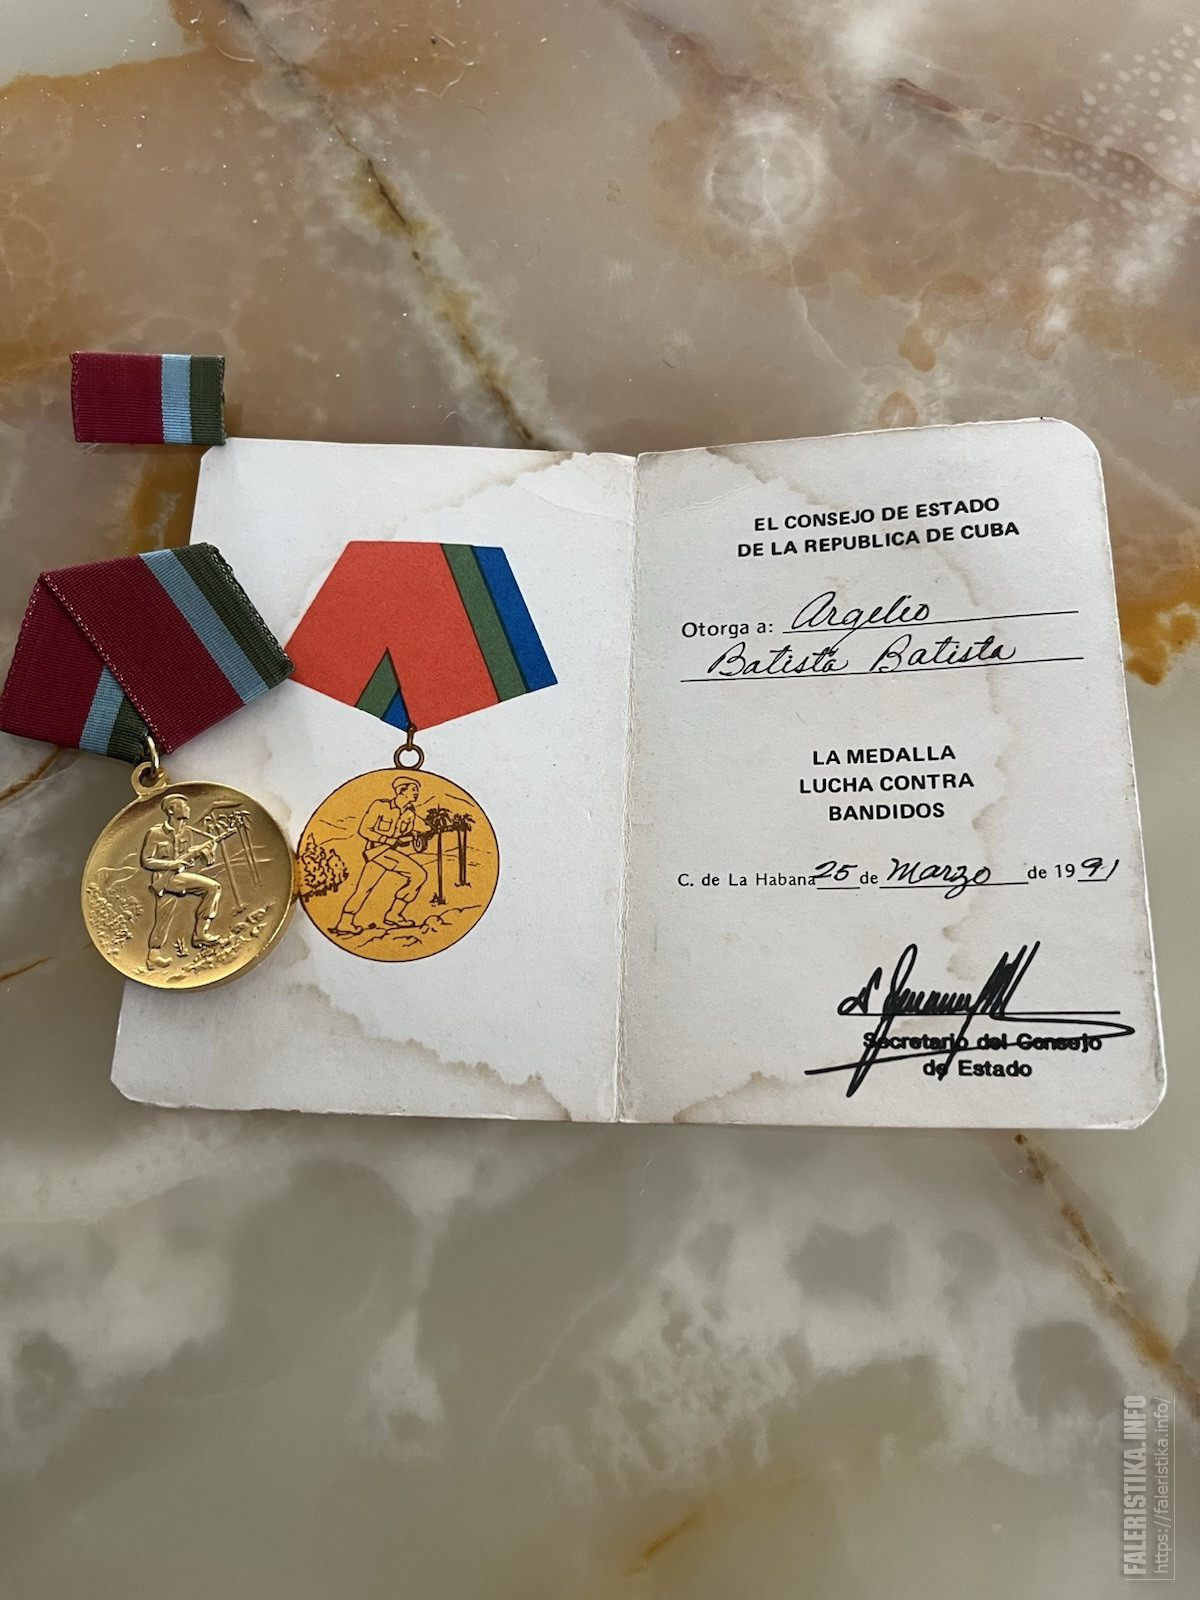 EL CONSEJO DE ESTADO
DE LA REPUBLICA DE CUBA
Otorga a: Argelio
Batista Batista
LA MEDALLA
LUCHA CONTRA
BANDIDOS
C. de La Habana 25 de Marzo de 1991
Secretario del Consejo
de Estado
FALERISTIKA.INFO
https://faleristika.info/